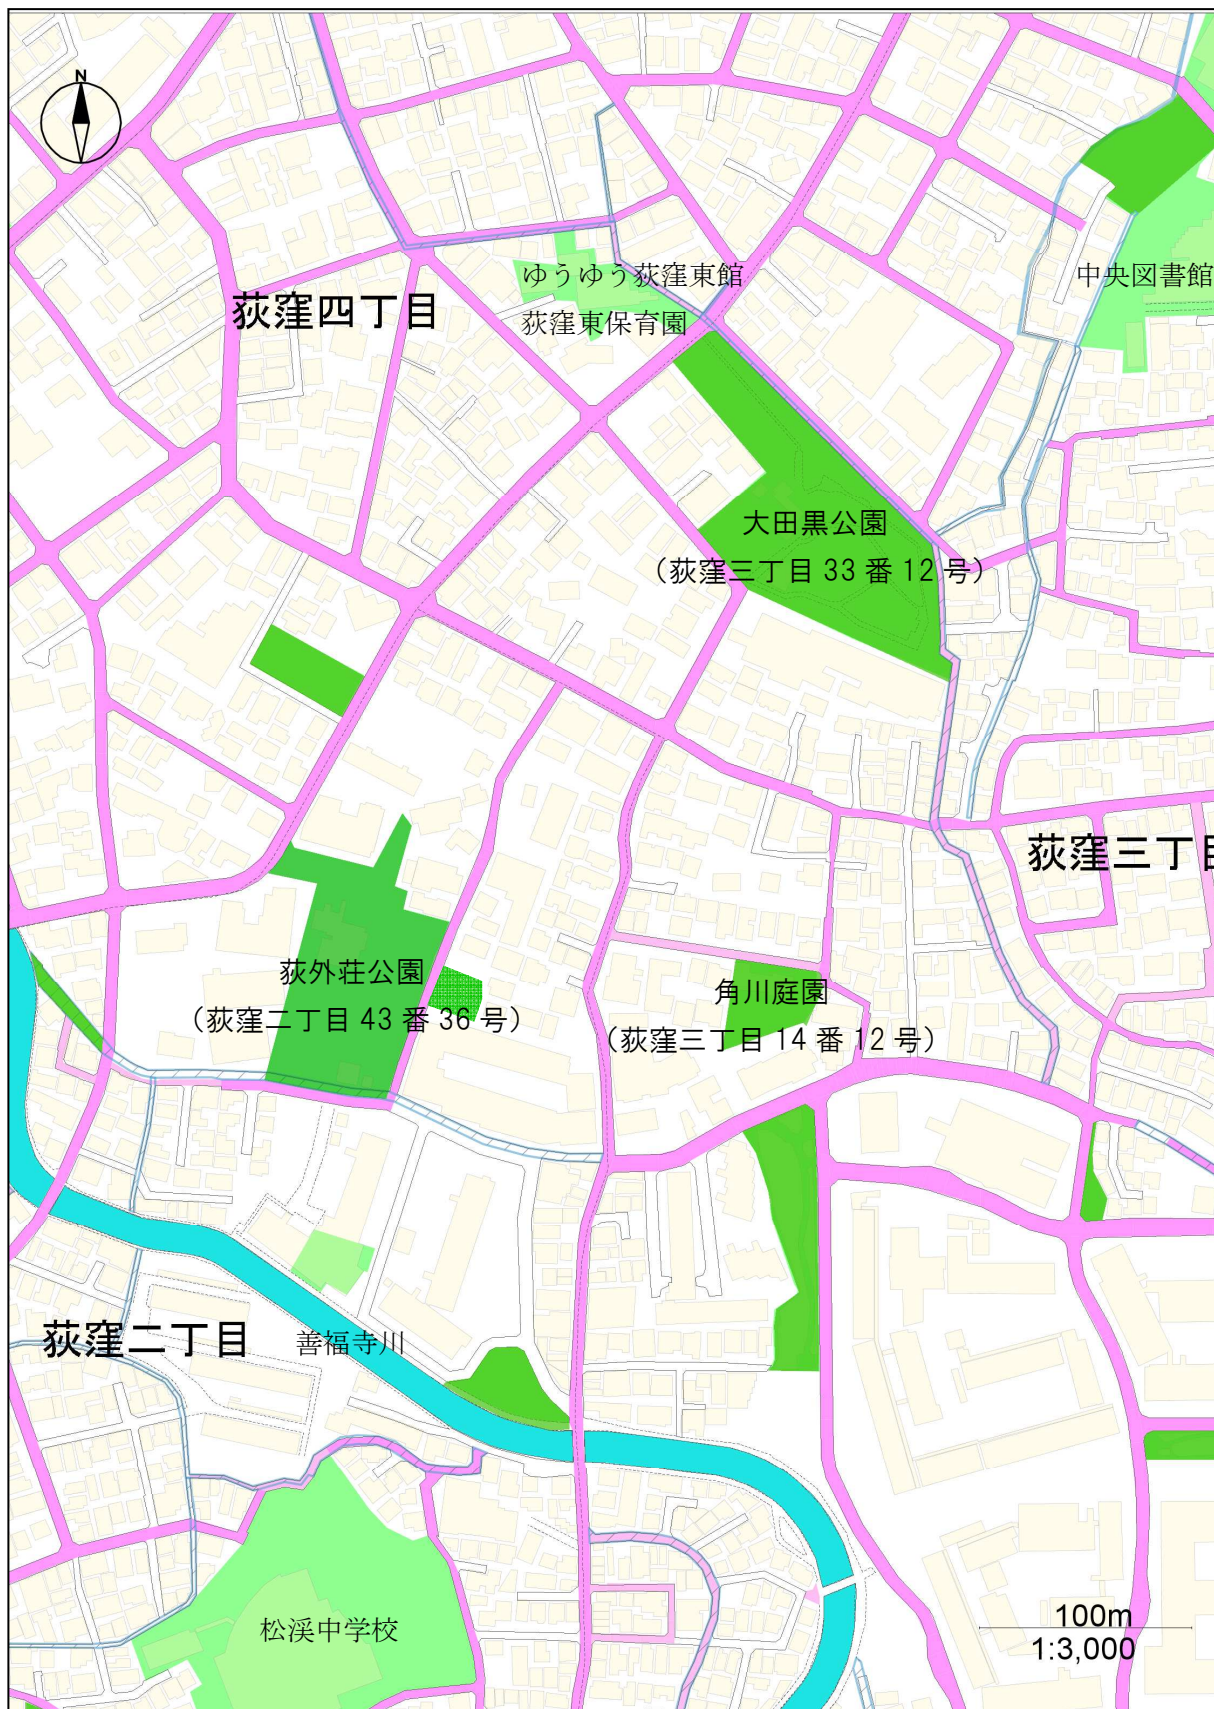 N
ゆうゆう荻窪東館
中央図書館
荻窪四丁目
荻窪東保育園
大田黒公園
（荻窪三丁目 33 番 12 号）
荻窪三丁目
荻外荘公園
（荻窪二丁目 43 番 36 号）
角川庭園
（荻窪三丁目 14 番 12 号）
荻窪二丁目
善福寺川
松渓中学校
100m
1:3,000